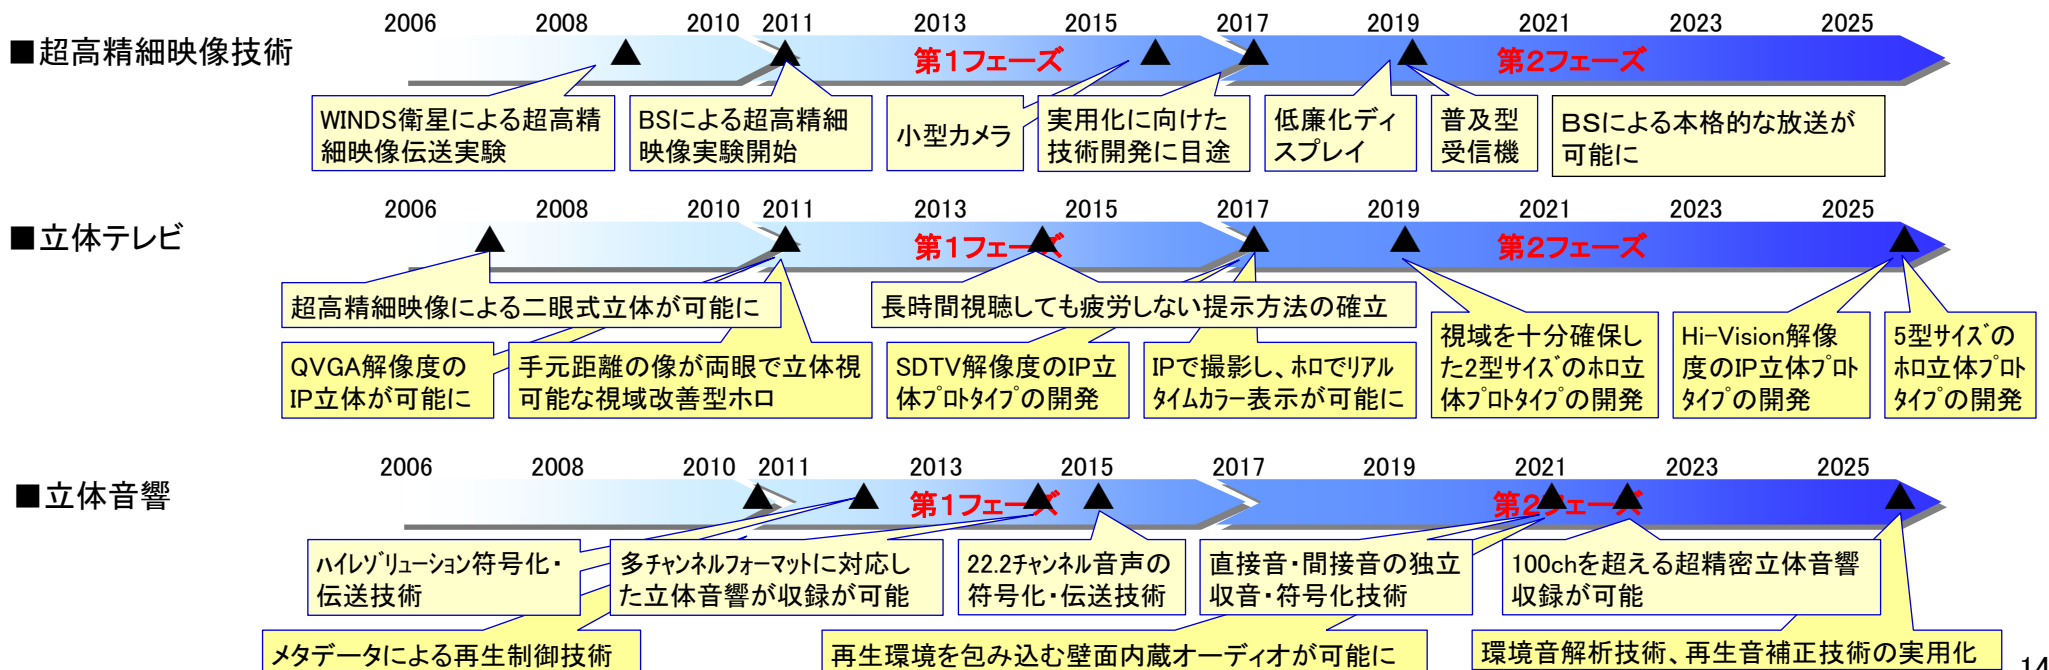 2006 2008 2010 2011 2013 2015 2017 2019 2021 2023 2025
■超高精細映像技術
第1フェーズ 第2フェーズ
WINDS衛星による超高精
細映像伝送実験
BSによる超高精細
映像実験開始
小型カメラ
実用化に向けた
技術開発に目途
低廉化ディ
スプレイ
普及型
受信機
BSによる本格的な放送が
可能に
2006 2008 2010 2011 2013 2015 2017 2019 2021 2023 2025
■立体テレビ
第1フェーズ 第2フェーズ
超高精細映像による二眼式立体が可能に
長時間視聴しても疲労しない提示方法の確立
QVGA解像度の
IP立体が可能に
手元距離の像が両眼で立体視
可能な視域改善型ホロ
SDTV解像度のIP立
体プロトタイプの開発
IPで撮影し、ホロでリアル
タイムカラー表示が可能に
視域を十分確保し
た2型サイズのホロ立
体プロトタイプの開発
Hi-Vision解像
度のIP立体プロト
タイプの開発
5型サイズの
ホロ立体プロト
タイプの開発
2006 2008 2010 2011 2013 2015 2017 2019 2021 2023 2025
■立体音響
第1フェーズ 第2フェーズ
ハイレゾリューション符号化・
伝送技術
多チャンネルフォーマットに対応し
た立体音響が収録が可能
22.2チャンネル音声の
符号化・伝送技術
直接音・間接音の独立
収音・符号化技術
100chを超える超精密立体音響
収録が可能
メタデータによる再生制御技術
再生環境を包み込む壁面内蔵オーディオが可能に
環境音解析技術、再生音補正技術の実用化
14